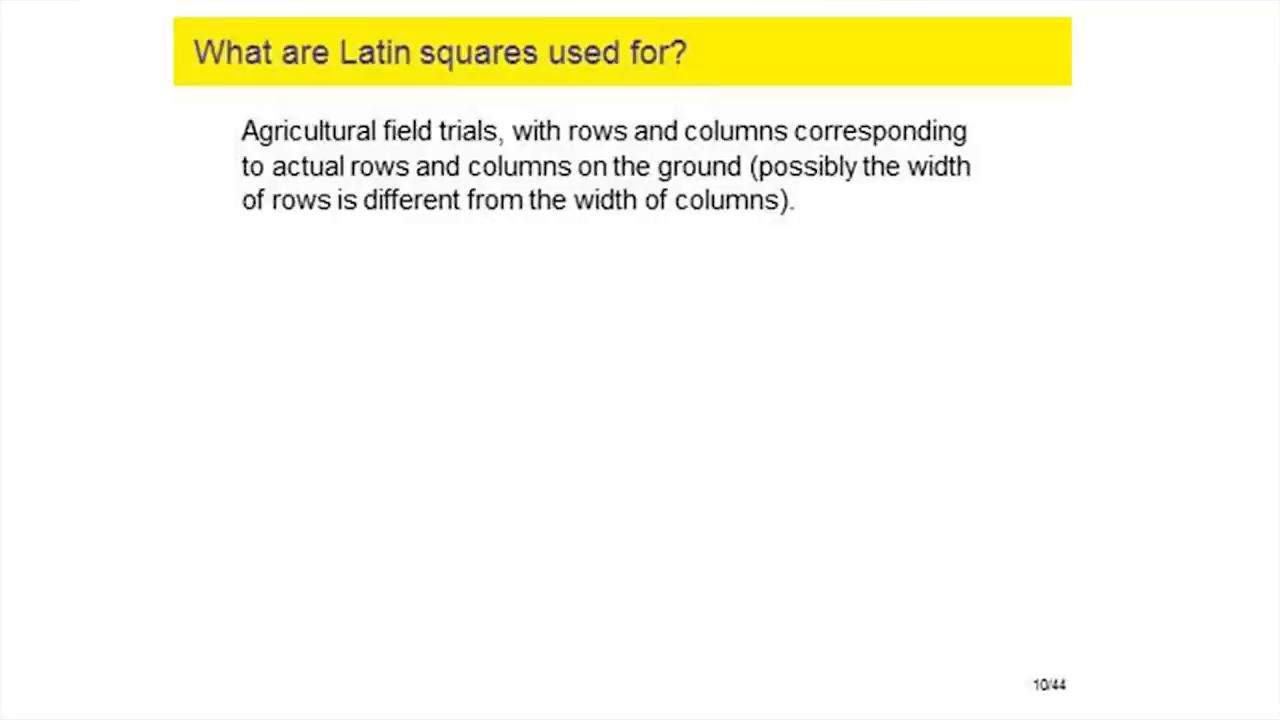 What are Latin squares used for?
Agricultural field trials, with rows and columns corresponding
to actual rows and columns on the ground (possibly the width
of rows is different from the width of columns).
10/44